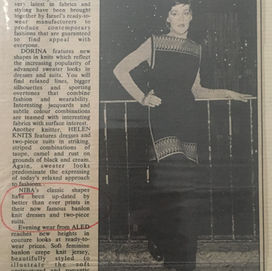 very latest in fabrics and
styling have been brought
together by Israel's ready-to-
wear manufacturers to
produce contemporary
fashions that are guaranteed
to find appeal with
everyone.
DORINA features new
shapes in knits which reflect
the increasing popularity of
advanced sweater looks in
dresses and suits. You will
find relaxed lines, bigger
silhouettes and sporting
overtones that combine
fashion and wearability.
Interesting jacquards and
subtle colour combinations
are teamed with interesting
fabrics with surface interest.
Another knitter, HELEN
KNITS features dresses and
two-piece suits in striking,
striped combinations of
taupe, camel and rust on
grounds of black and cream.
Again, sweater looks
predominate the expressing
of today's relaxed approach
to fashions.
NIBA's classic shapes
have been up-dated by
better than ever prints in
their now famous banlon
knit dresses and two-piece
suits.
Evening wear from ALED
reaches new heights in
couture looks at ready-to-
wear prices. Soft feminine
banlon crepe knit jersey,
beautifully styled to
illustrate the soft